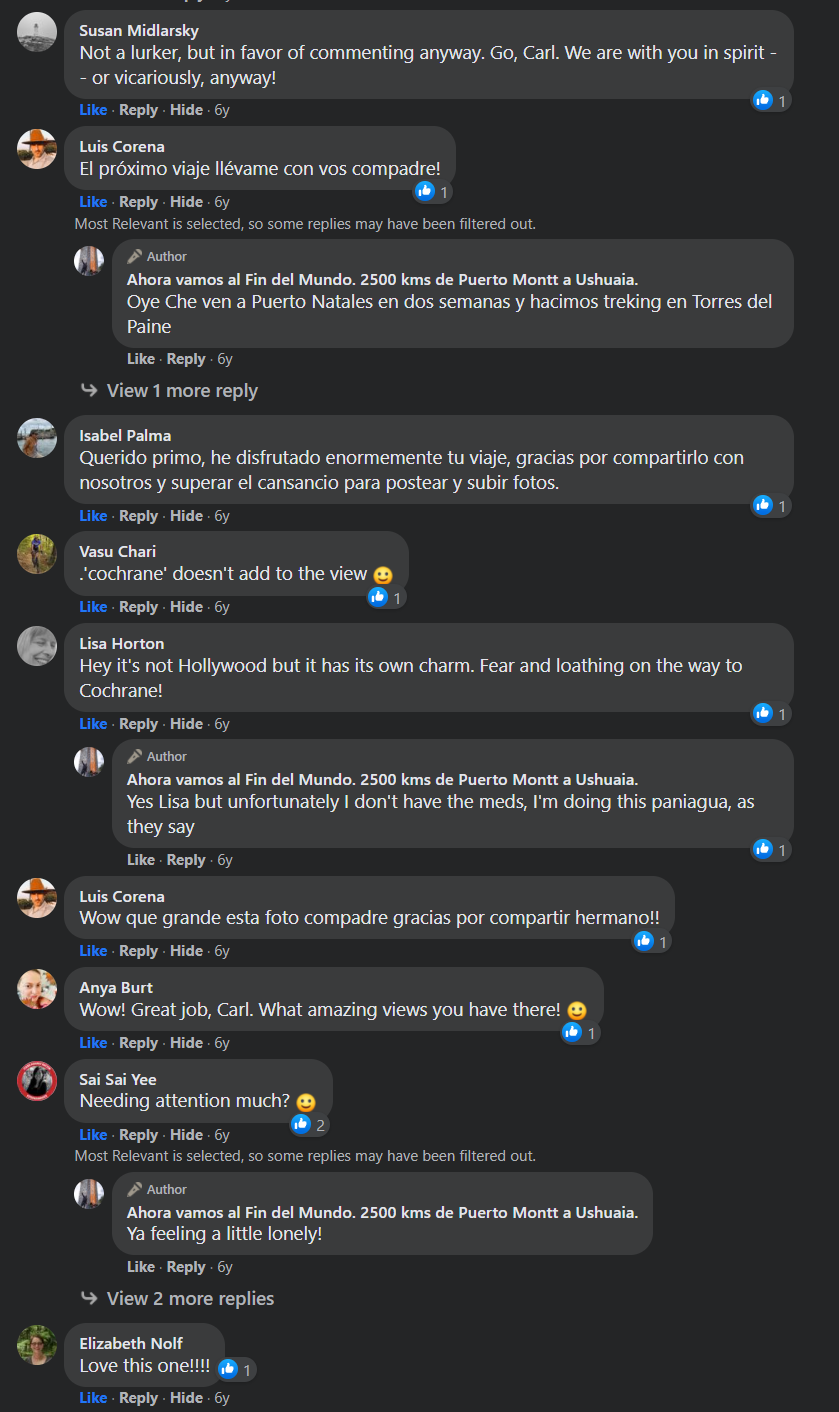 Susan Midlarsky
Not a lurker, but in favor of commenting anyway. Go, Carl. We are with you in spirit -
- or vicariously, anyway!
1
Like · Reply · Hide · 6y
Luis Corena
El próximo viaje llévame con vos compadre!
1
Like · Reply · Hide · 6y
Most Relevant is selected, so some replies may have been filtered out.
Author
Ahora vamos al Fin del Mundo. 2500 kms de Puerto Montt a Ushuaia.
Oye Che ven a Puerto Natales en dos semanas y hacimos treking en Torres del
Paine
Like · Reply · 6y
View 1 more reply
Isabel Palma
Querido primo, he disfrutado enormemente tu viaje, gracias por compartirlo con
nosotros y superar el cansancio para postear y subir fotos.
1
Like · Reply · Hide · 6y
Vasu Chari
.'cochrane' doesn't add to the view 🙂
1
Like · Reply · Hide · 6y
Lisa Horton
Hey it's not Hollywood but it has its own charm. Fear and loathing on the way to
Cochrane!
1
Like · Reply · Hide · 6y
Author
Ahora vamos al Fin del Mundo. 2500 kms de Puerto Montt a Ushuaia.
Yes Lisa but unfortunately I don't have the meds, I'm doing this paniagua, as
they say
1
Like · Reply · 6y
Luis Corena
Wow que grande esta foto compadre gracias por compartir hermano!!
1
Like · Reply · Hide · 6y
Anya Burt
Wow! Great job, Carl. What amazing views you have there! 🙂
1
Like · Reply · Hide · 6y
Sai Sai Yee
Needing attention much? 🙂
2
Like · Reply · Hide · 6y
Most Relevant is selected, so some replies may have been filtered out.
Author
Ahora vamos al Fin del Mundo. 2500 kms de Puerto Montt a Ushuaia.
Ya feeling a little lonely!
Like · Reply · 6y
View 2 more replies
Elizabeth Nolf
Love this one!!!!
1
Like · Reply · Hide · 6y